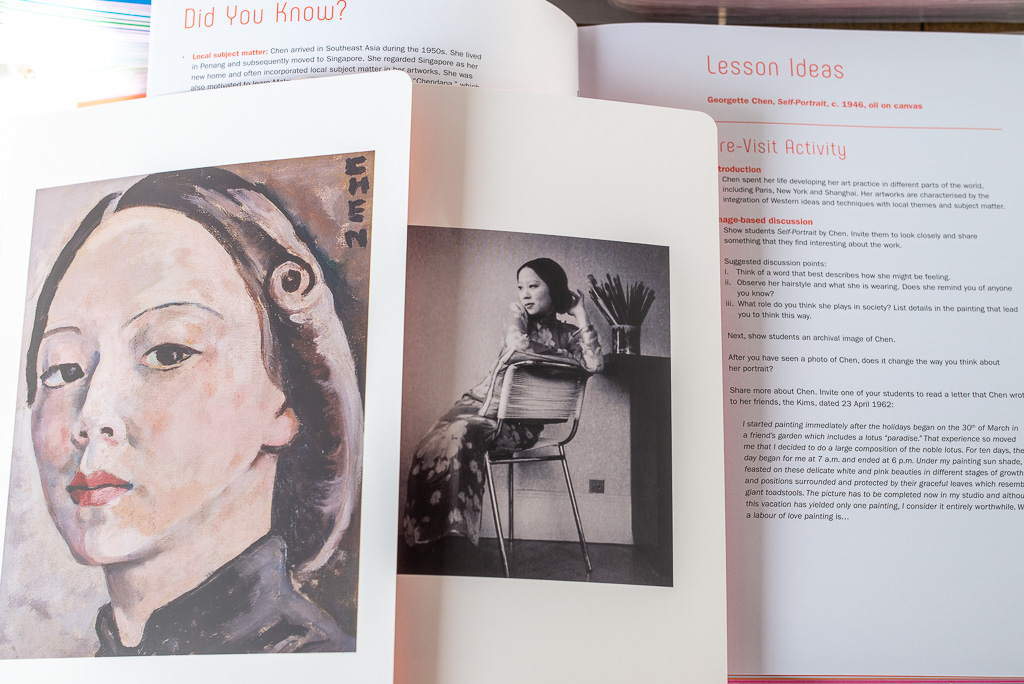 Did You Know?
• Local subject matter: Chen arrived in Southeast Asia during the 1950s. She lived
in Penang and subsequently moved to Singapore. She regarded Singapore as her
new home and often incorporated local subject matter in her artworks. She was
also motivated to learn "Chendana," which
CHEN
Lesson Ideas
Georgette Chen, Self-Portrait, c. 1946, oil on canvas
re-Visit Activity
troduction
Chen spent her life developing her art practice in different parts of the world,
including Paris, New York and Shanghai. Her artworks are characterised by the
integration of Western ideas and techniques with local themes and subject matter.
mage-based discussion
Show students Self-Portrait by Chen. Invite them to look closely and share
something that they find interesting about the work.
Suggested discussion points:
i. Think of a word that best describes how she might be feeling.
ii. Observe her hairstyle and what she is wearing. Does she remind you of anyone
you know?
iii. What role do you think she plays in society? List details in the painting that lead
you to think this way.
Next, show students an archival image of Chen.
After you have seen a photo of Chen, does it change the way you think about
her portrait?
Share more about Chen. Invite one of your students to read a letter that Chen wrot
to her friends, the Kims, dated 23 April 1962:
I started painting immediately after the holidays began on the 30th of March in
a friend's garden which includes a lotus "paradise." That experience so moved
me that I decided to do a large composition of the noble lotus. For ten days, the
day began for me at 7 a.m. and ended at 6 p.m. Under my painting sun shade,
feasted on these delicate white and pink beauties in different stages of growth
and positions surrounded and protected by their graceful leaves which resemb
giant toadstools. The picture has to be completed now in my studio and althou
this vacation has yielded only one painting, I consider it entirely worthwhile. W
a labour of love painting is...